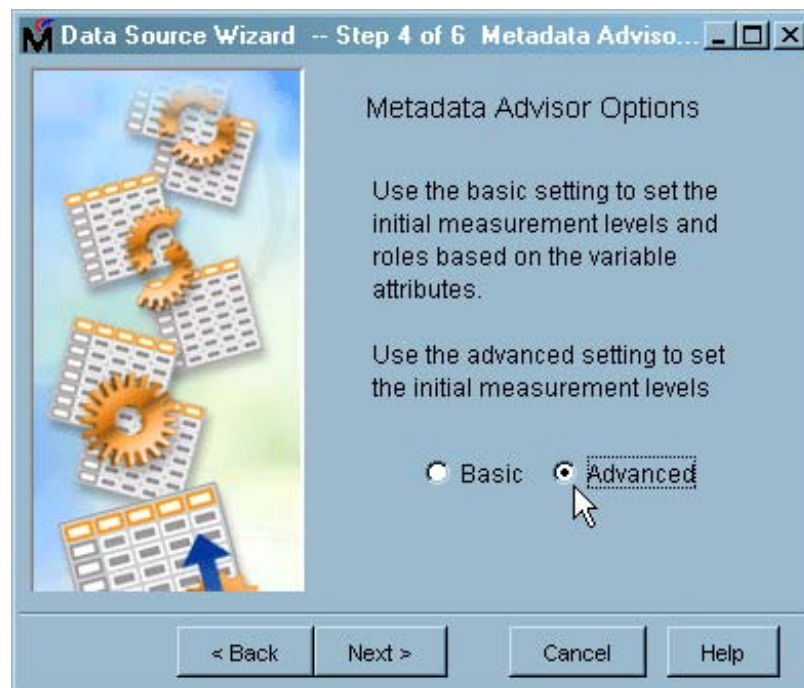 Data Source Wizard -- Step 4 of 6 Metadata Adviso...
Metadata Advisor Options
Use the basic setting to set the
initial measurement levels and
roles based on the variable
attributes.
Use the advanced setting to set
the initial measurement levels
Basic Advanced
< Back Next > Cancel Help